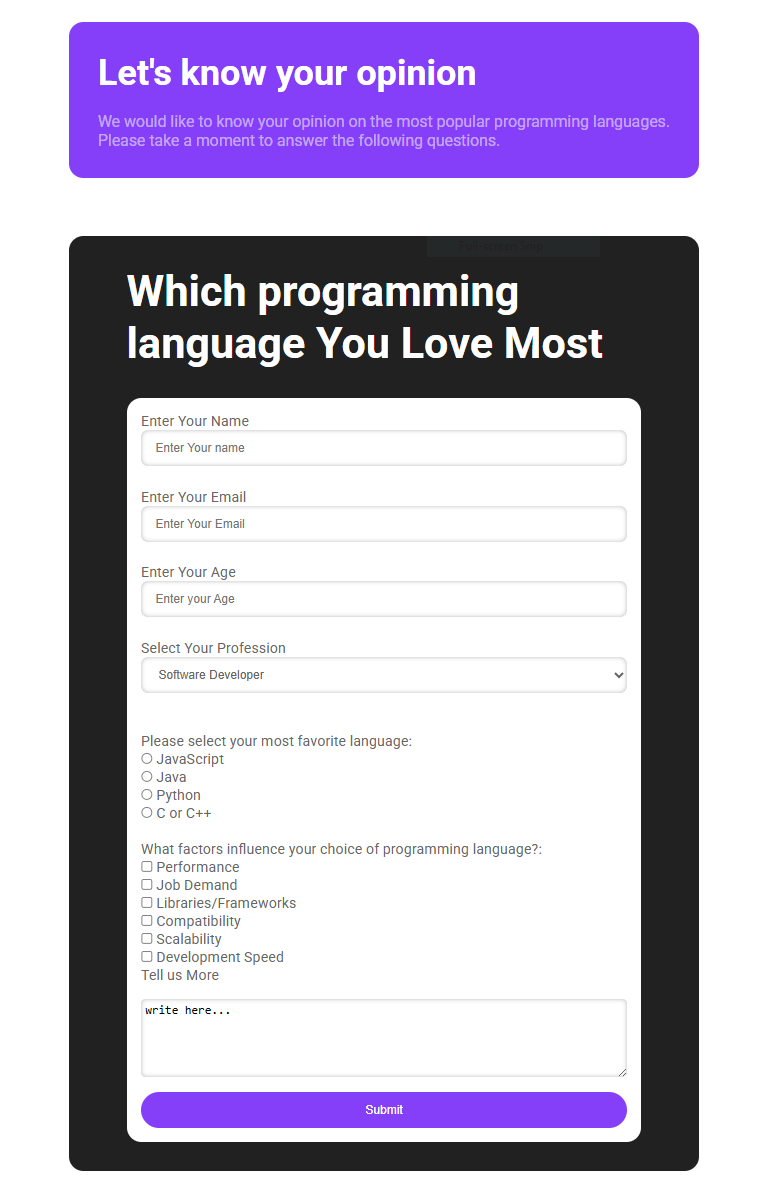 Let's know your opinion
We would like to know your opinion on the most popular programming languages.
Please take a moment to answer the following questions.
Which programming
language You Love Most
Enter Your Name
Enter Your name
Enter Your Email
Enter Your Email
Enter Your Age
Enter your Age
Select Your Profession
Software Developer
Please select your most favorite language:
JavaScript
Java
Python
C or C++
What factors influence your choice of programming language?:
Performance
Job Demand
Libraries/Frameworks
Compatibility
Scalability
Development Speed
Tell us More
write here...
Submit